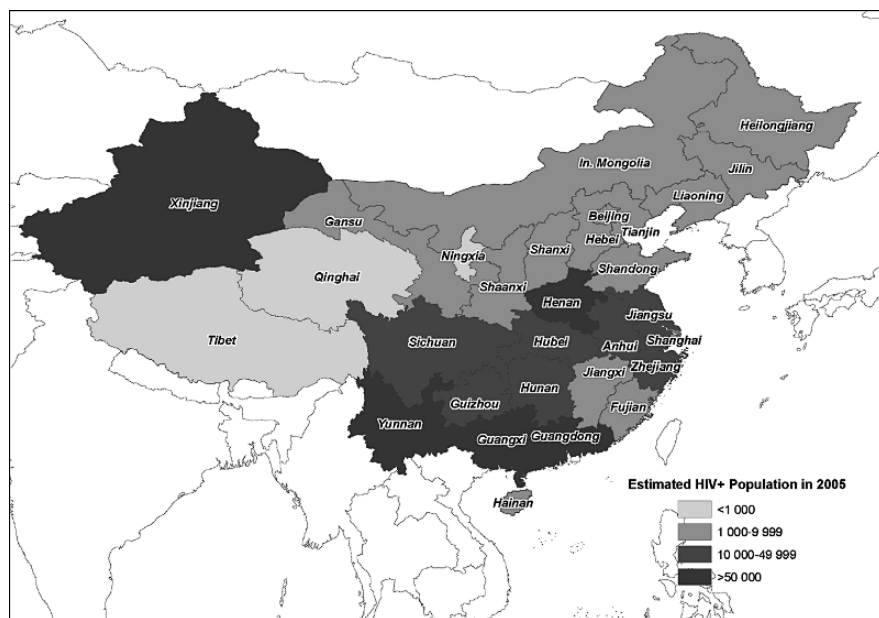 Heilongjiang
In. Mongolia
Jilin
Xinjiang
Liaoning
Gansu
Beijing
Tianjin
Ningxia
Shanxi
Hebei
Qinghai
Shandong
Shaanxi
Henan
Jiangsu
Tibet
Sichuan
Hubei
Anhui
Shanghai
Zhejiang
Jiangxi
Hunan
Guizhou
Fujian
Yunnan
Guangxi
Guangdong
Hainan
Estimated HIV+ Population in 2005
<1 000
1 000-9 999
10 000-49 999
>50 000